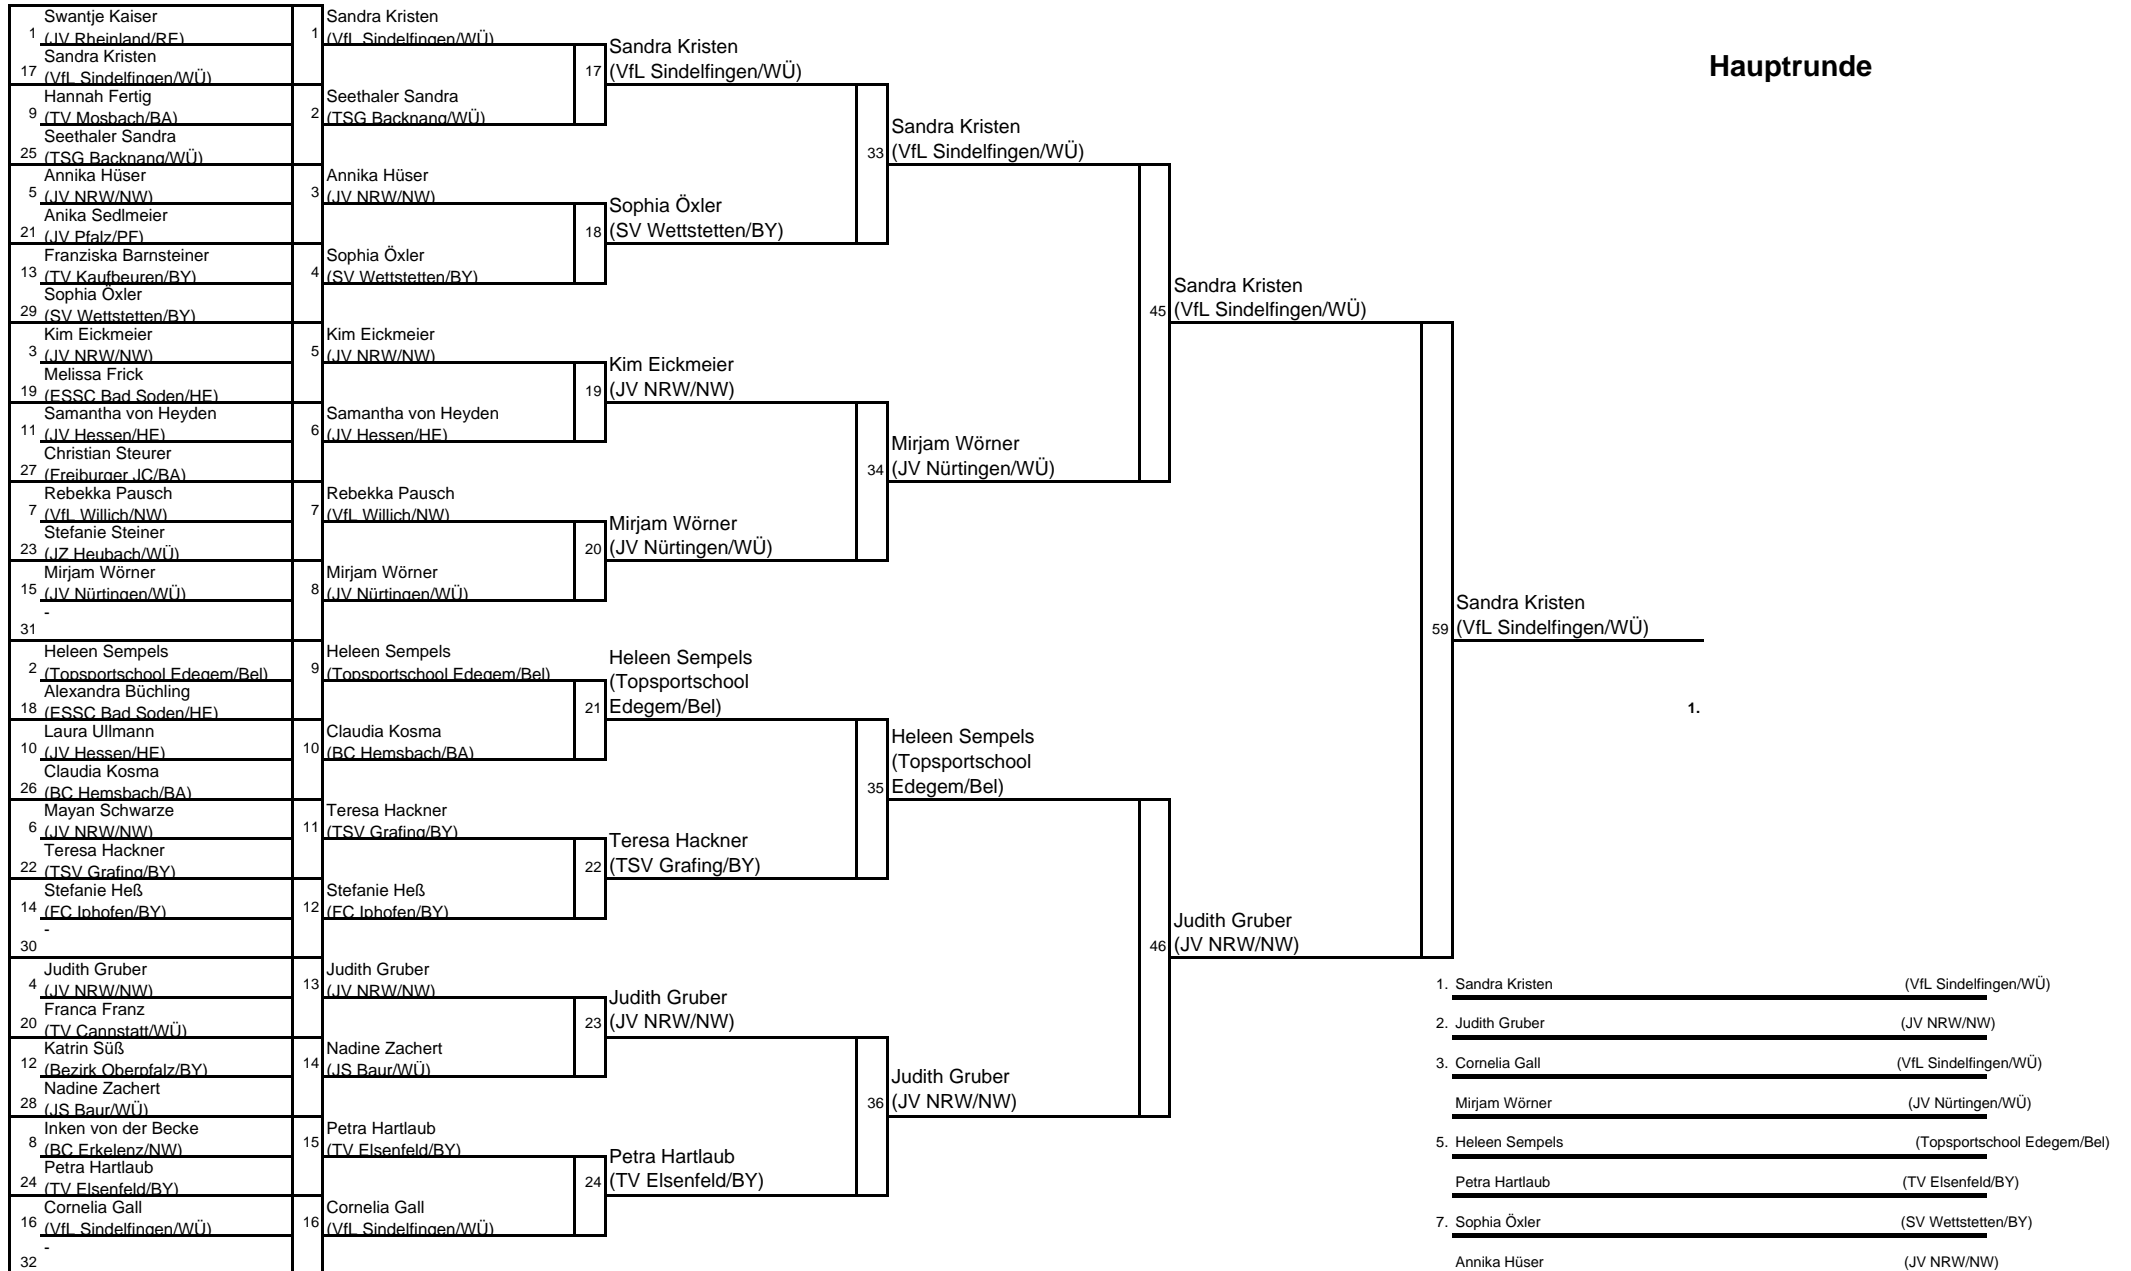 Hauptrunde
Swantje Kaiser
1 (JV Rheinland/RF)
Sandra Kristen
17 (VfL Sindelfingen/WÜ)
Hannah Fertig
9 (TV Mosbach/BA)
Seethaler Sandra
25 (TSG Backnang/WÜ)
Annika Hüser
5 (JV NRW/NW)
Anika Sedlmeier
21 (JV Pfalz/PF)
Franziska Barnsteiner
13 (TV Kaufbeuren/BY)
Sophia Öxler
29 (SV Wettstetten/BY)
Kim Eickmeier
3 (JV NRW/NW)
Melissa Frick
19 (ESSC Bad Soden/HE)
Samantha von Heyden
11 (JV Hessen/HE)
Christian Steurer
27 (Freiburger JC/BA)
Rebekka Pausch
7 (VfL Willich/NW)
Stefanie Steiner
23 (JZ Heubach/WÜ)
Mirjam Wörner
15 (JV Nürtingen/WÜ)
-
31
Heleen Sempels
2 (Topsportschool Edegem/Bel)
Alexandra Büchling
18 (ESSC Bad Soden/HE)
Laura Ullmann
10 (JV Hessen/HE)
Claudia Kosma
26 (BC Hemsbach/BA)
Mayan Schwarze
6 (JV NRW/NW)
Teresa Hackner
22 (TSV Grafing/BY)
Stefanie Heß
14 (FC Iphofen/BY)
-
30
Judith Gruber
4 (JV NRW/NW)
Franca Franz
20 (TV Cannstatt/WÜ)
Katrin Süß
12 (Bezirk Oberpfalz/BY)
Nadine Zachert
28 (JS Baur/WÜ)
Inken von der Becke
8 (BC Erkelenz/NW)
Petra Hartlaub
24 (TV Elsenfeld/BY)
Cornelia Gall
16 (VfL Sindelfingen/WÜ)
-
32
Sandra Kristen
1 (VfL Sindelfingen/WÜ)
Seethaler Sandra
2 (TSG Backnang/WÜ)
Annika Hüser
3 (JV NRW/NW)
Sophia Öxler
4 (SV Wettstetten/BY)
Kim Eickmeier
5 (JV NRW/NW)
Samantha von Heyden
6 (JV Hessen/HE)
Rebekka Pausch
7 (VfL Willich/NW)
Mirjam Wörner
8 (JV Nürtingen/WÜ)
Heleen Sempels
9 (Topsportschool Edegem/Bel)
Claudia Kosma
10 (BC Hemsbach/BA)
Teresa Hackner
11 (TSV Grafing/BY)
Stefanie Heß
12 (FC Iphofen/BY)
Judith Gruber
13 (JV NRW/NW)
Nadine Zachert
14 (JS Baur/WÜ)
Petra Hartlaub
15 (TV Elsenfeld/BY)
Cornelia Gall
16 (VfL Sindelfingen/WÜ)
Sandra Kristen
17 (VfL Sindelfingen/WÜ)
Sophia Öxler
18 (SV Wettstetten/BY)
Kim Eickmeier
19 (JV NRW/NW)
Mirjam Wörner
20 (JV Nürtingen/WÜ)
Heleen Sempels
(Topsportschool
21 Edegem/Bel)
Teresa Hackner
22 (TSV Grafing/BY)
Judith Gruber
23 (JV NRW/NW)
Petra Hartlaub
24 (TV Elsenfeld/BY)
Sandra Kristen
33 (VfL Sindelfingen/WÜ)
Mirjam Wörner
34 (JV Nürtingen/WÜ)
Heleen Sempels
(Topsportschool
35 Edegem/Bel)
Judith Gruber
36 (JV NRW/NW)
Sandra Kristen
45 (VfL Sindelfingen/WÜ)
Judith Gruber
46 (JV NRW/NW)
Sandra Kristen
59 (VfL Sindelfingen/WÜ)
1.
1. Sandra Kristen (VfL Sindelfingen/WÜ)
2. Judith Gruber (JV NRW/NW)
3. Cornelia Gall (VfL Sindelfingen/WÜ)
Mirjam Wörner (JV Nürtingen/WÜ)
5. Heleen Sempels (Topsportschool Edegem/Bel)
Petra Hartlaub (TV Elsenfeld/BY)
7. Sophia Öxler (SV Wettstetten/BY)
Annika Hüser (JV NRW/NW)